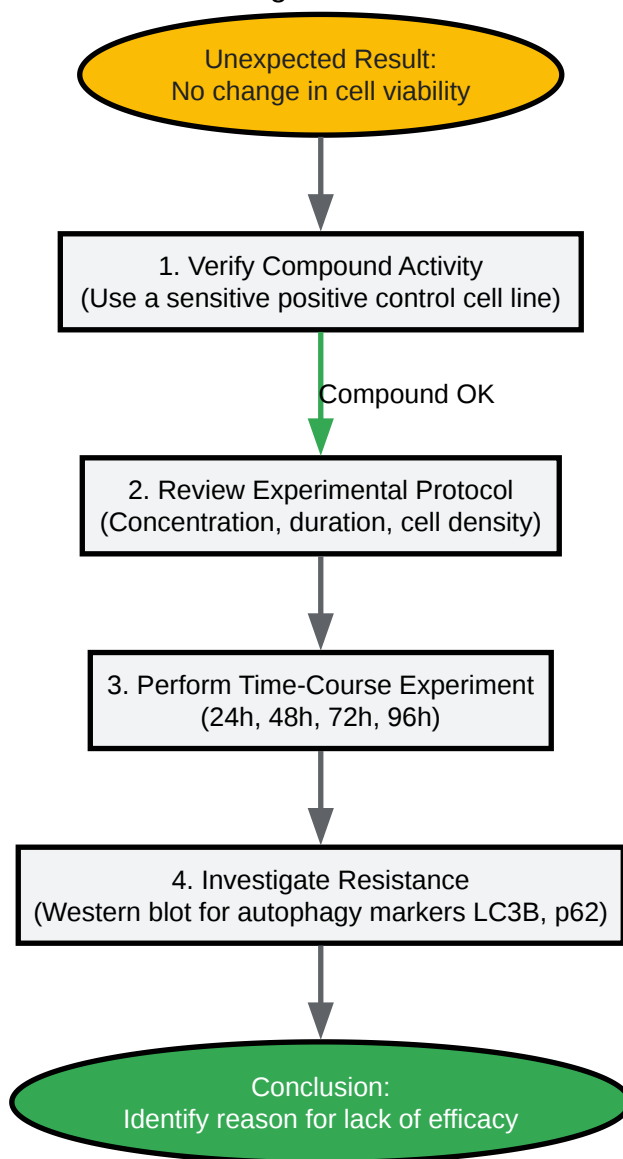 Unexpected Result:
No change in cell viability
1. Verify Compound Activity
(Use a sensitive positive control cell line)
Compound OK
2. Review Experimental Protocol
(Concentration, duration, cell density)
3. Perform Time-Course Experiment
(24h, 48h, 72h, 96h)
4. Investigate Resistance
(Western blot for autophagy markers LC3B, p62)
Conclusion:
Identify reason for lack of efficacy